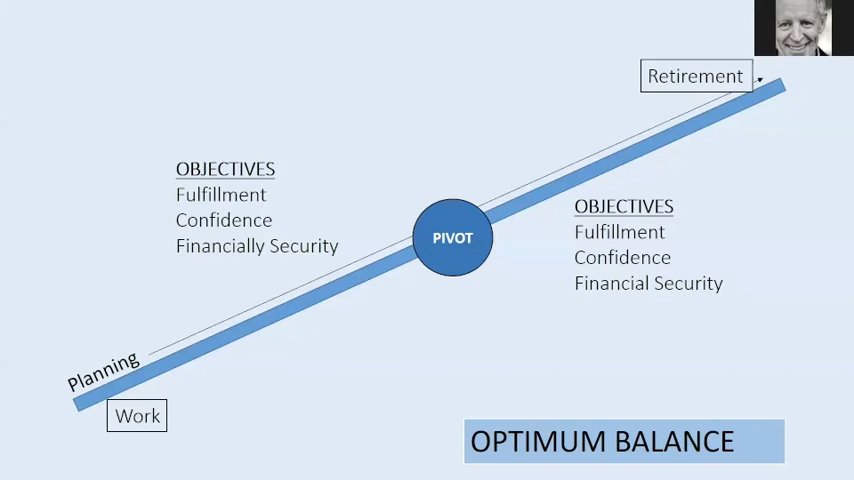 Retirement
OBJECTIVES
Fulfillment
Confidence
Financially Security
PIVOT
OBJECTIVES
Fulfillment
Confidence
Financial Security
Planning
Work
OPTIMUM BALANCE